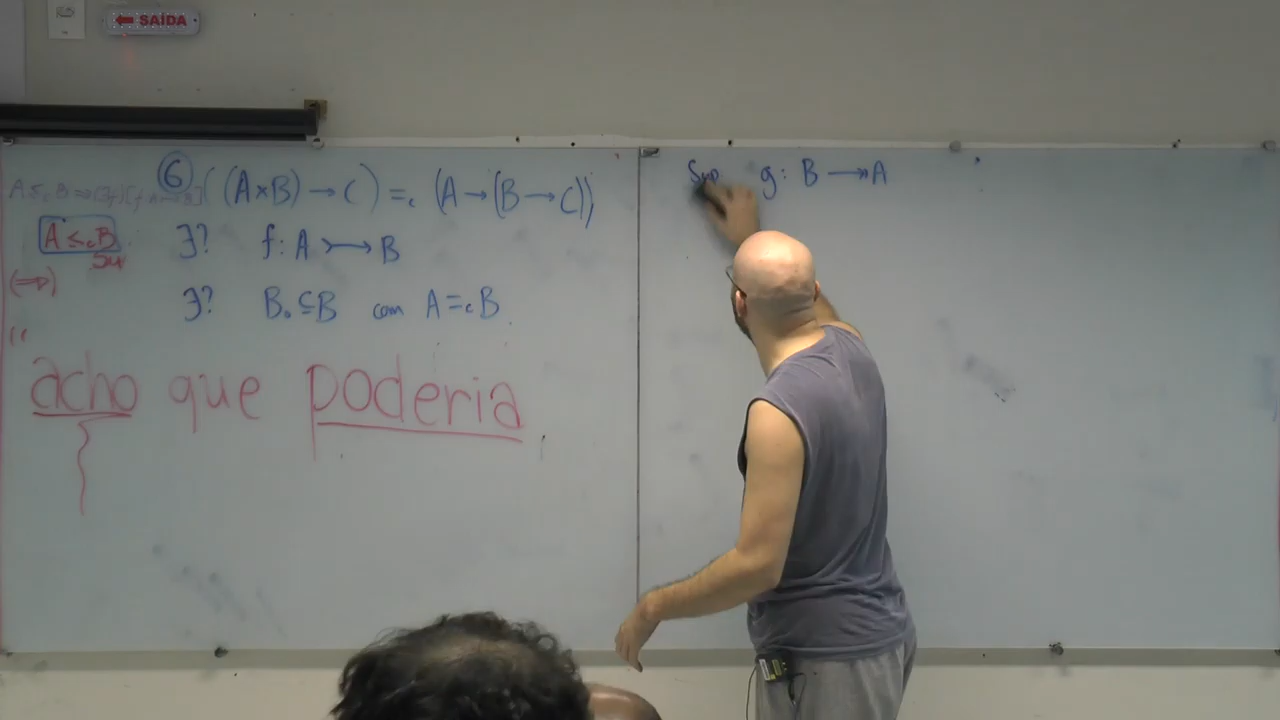 ← SAÍDA
⑥ ((A×B) → C) =c (A → (B → C))
A ≤c B
∃? f: A ↣ B
(⇒)
∃? B₀ ⊆ B com A =c B
“
acho que poderia
Sup g: B ↠ A